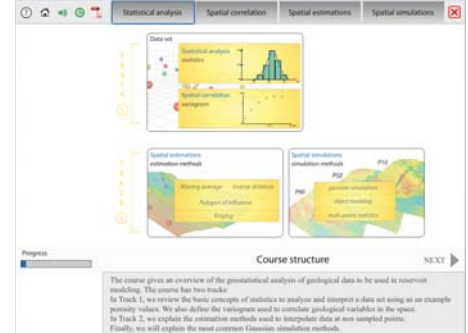 Statistical analysis
Spatial correlation
Spatial estimations
Spatial simulations
Data set
Statistical analysis
statistics
Spatial correlation
variogram
TRACK
1
Spatial estimations
estimation methods
Moving average Inverse distance
Polygon of influence
Kriging
Spatial simulations
simulation methods
P10
P50
P90
gaussian simulations
object modeling
multi-points statistics
TRACK
2
Progress
Course structure
NEXT
The course gives an overview of the geostatistical analysis of geological data to be used in reservoir
modeling. The course has two tracks:
In Track 1, we review the basic concepts of statistics to analyze and interpret a data set using as an example
porosity values. We also define the variogram used to correlate geological variables in the space.
In Track 2, we explain the estimation methods used to interpolate data at non sampled points.
Finally, we will explain the most common Gaussian simulation methods.